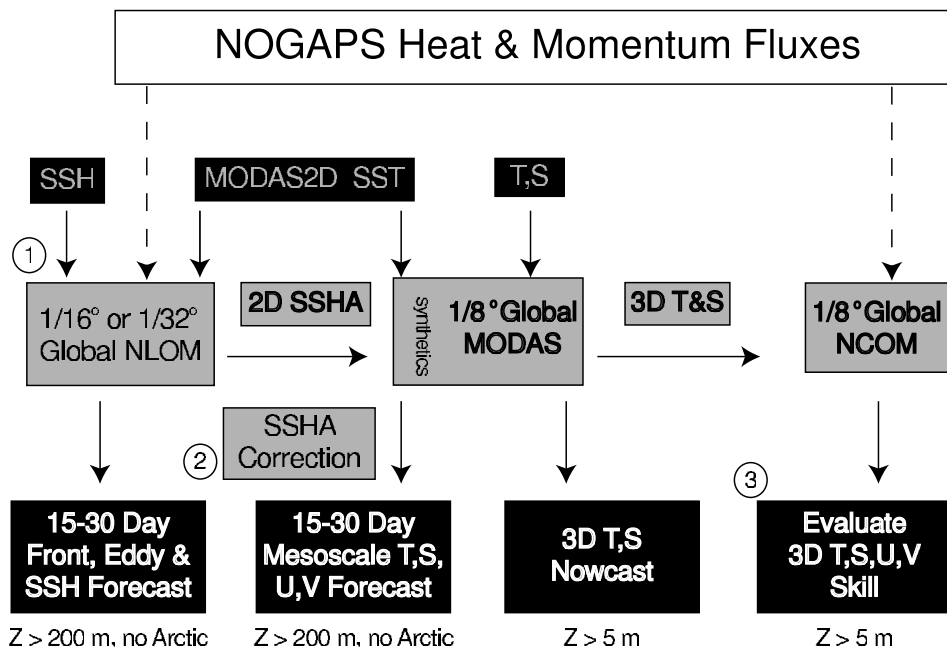 NOGAPS Heat & Momentum Fluxes
SSH
MODAS2D SST
T,S
1
1/16° or 1/32°
Global NLOM
2D SSHA
synthetics
1/8° Global
MODAS
3D T&S
1/8° Global
NCOM
2
SSHA
Correction
3
15-30 Day
Front, Eddy &
SSH Forecast
15-30 Day
Mesoscale T,S,
U,V Forecast
3D T,S
Nowcast
Evaluate
3D T,S,U,V
Skill
Z > 200 m, no Arctic
Z > 200 m, no Arctic
Z > 5 m
Z > 5 m